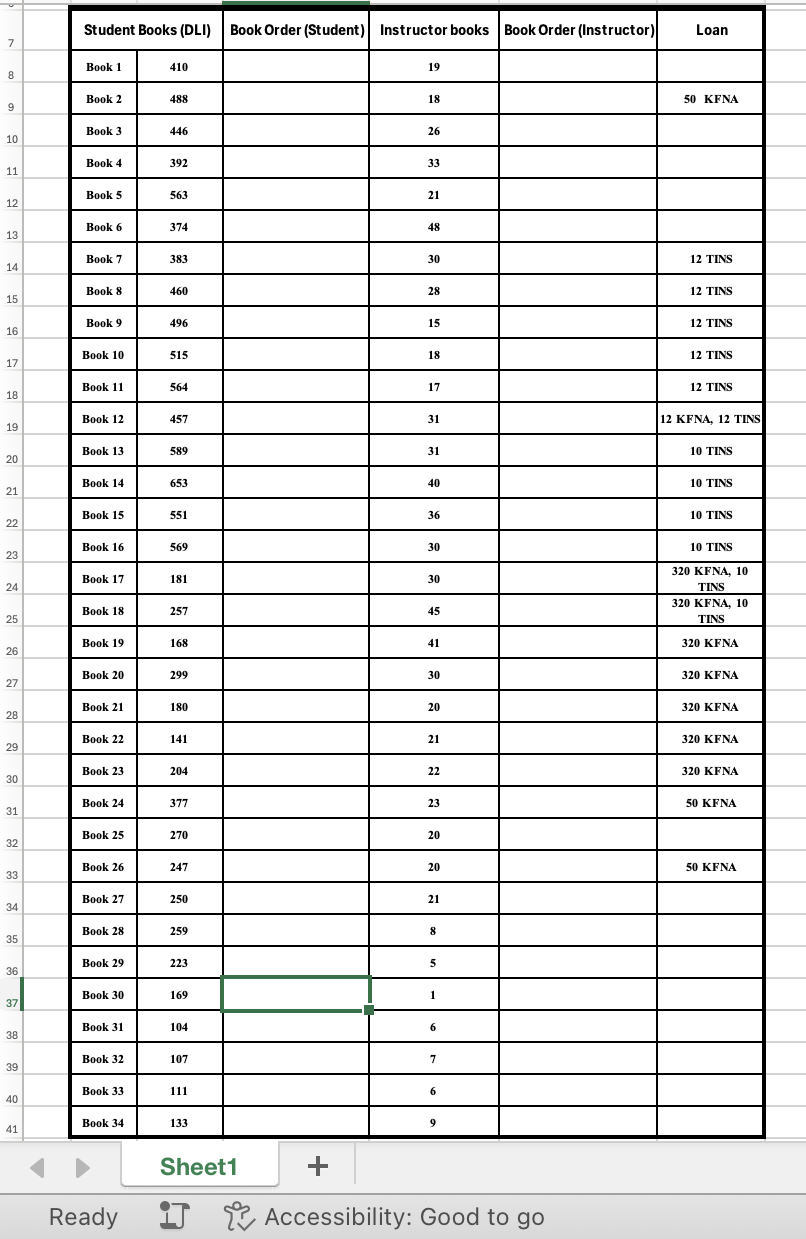 Student Books (DLI) Book Order (Student) Instructor books Book Order (Instructor) Loan
7
8 Book 1 410 19
9 Book 2 488 18 50 KFNA
10 Book 3 446 26
11 Book 4 392 33
12 Book 5 563 21
13 Book 6 374 48
14 Book 7 383 30 12 TINS
15 Book 8 460 28 12 TINS
16 Book 9 496 15 12 TINS
17 Book 10 515 18 12 TINS
18 Book 11 564 17 12 TINS
19 Book 12 457 31 12 KFNA, 12 TINS
20 Book 13 589 31 10 TINS
21 Book 14 653 40 10 TINS
22 Book 15 551 36 10 TINS
23 Book 16 569 30 10 TINS
24 Book 17 181 30 320 KFNA, 10
TINS
25 Book 18 257 45 320 KFNA, 10
TINS
26 Book 19 168 41 320 KFNA
27 Book 20 299 30 320 KFNA
28 Book 21 180 20 320 KFNA
29 Book 22 141 21 320 KFNA
30 Book 23 204 22 320 KFNA
31 Book 24 377 23 50 KFNA
32 Book 25 270 20
33 Book 26 247 20 50 KFNA
34 Book 27 250 21
35 Book 28 259 8
36 Book 29 223 5
37 Book 30 169 1
38 Book 31 104 6
39 Book 32 107 7
40 Book 33 111 6
41 Book 34 133 9
Sheet1
Ready Accessibility: Good to go